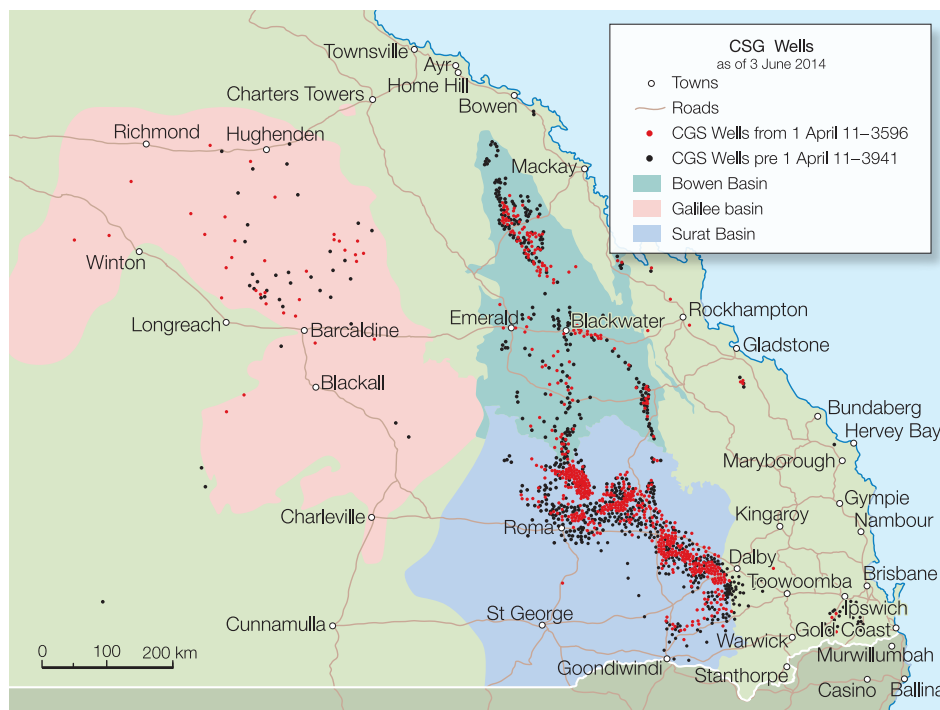 CSG Wells
as of 3 June 2014
Towns
Roads
CGS Wells from 1 April 11–3596
CGS Wells pre 1 April 11–3941
Bowen Basin
Galilee basin
Surat Basin
Townsville
Ayr
Home Hill
Charters Towers
Bowen
Richmond
Hughenden
Mackay
Winton
Longreach
Barcaldine
Emerald
Blackwater
Rockhampton
Gladstone
Blackall
Bundaberg
Hervey Bay
Maryborough
Charleville
Roma
Kingaroy
Gympie
Nambour
Dalby
Toowoomba
Brisbane
Ipswich
Cunnamulla
St George
Warwick
Gold Coast
Goondiwindi
Stanthorpe
Murwillumbah
Casino
Ballina
0 100 200 km